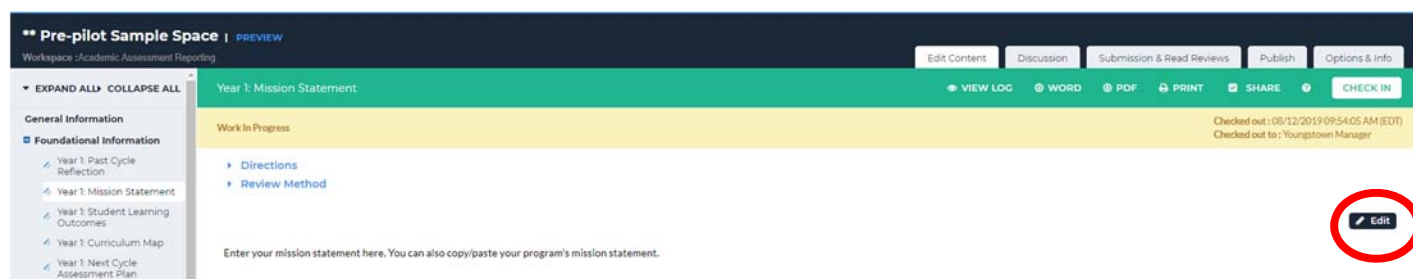 ** Pre-pilot Sample Space | PREVIEW
Workspace :Academic Assessment Reporting
Edit Content
Discussion
Submission & Read Reviews
Publish
Options & Info
EXPAND ALL COLLAPSE ALL
Year 1: Mission Statement
VIEW LOG
WORD
PDF
PRINT
SHARE
CHECK IN
General Information
Work In Progress
Checked out : 08/12/2019 09:54:05 AM (EDT)
Checked out to : Youngstown Manager
Foundational Information
Year 1: Past Cycle
Reflection
Year 1: Mission Statement
Year 1: Student Learning
Outcomes
Year 1: Curriculum Map
Year 1: Next Cycle
Assessment Plan
Directions
Review Method
Edit
Enter your mission statement here. You can also copy/paste your program's mission statement.